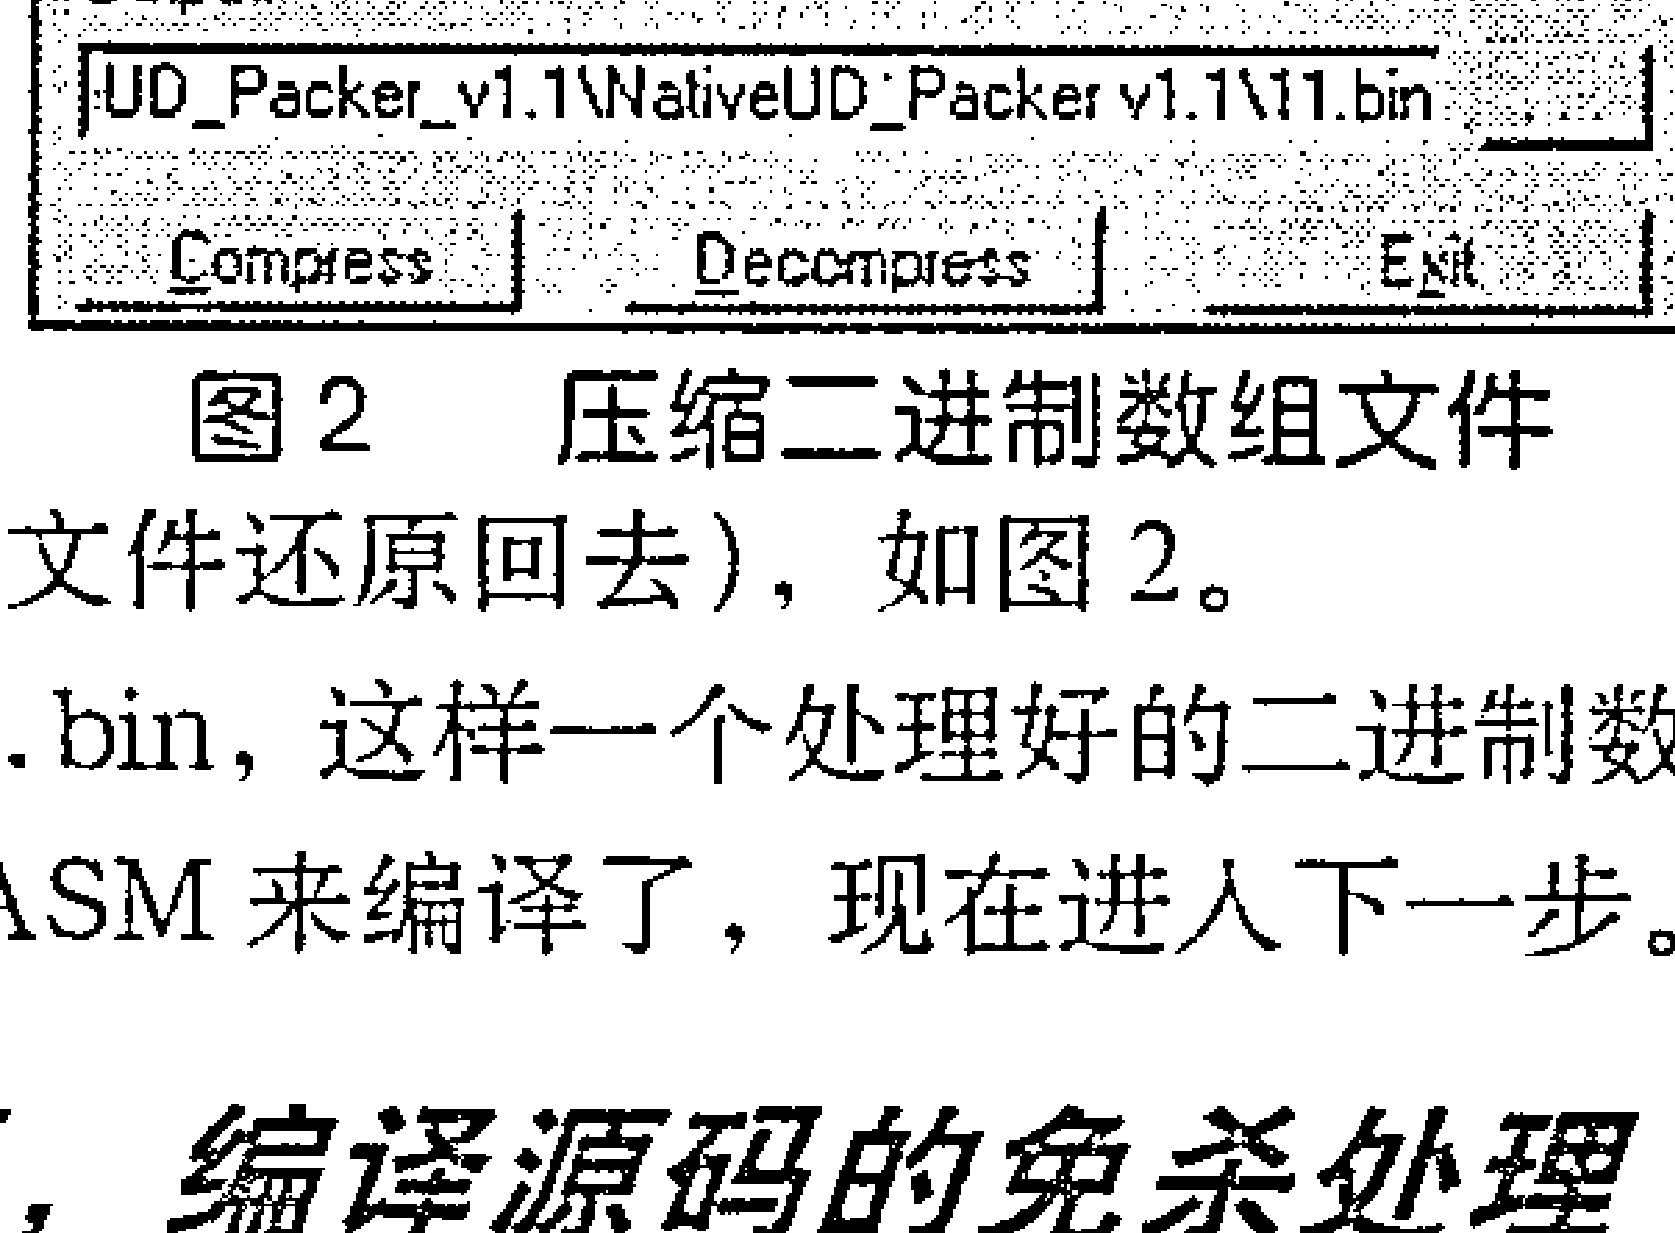 UD_Packer_v1.1\NativeUD_Packer v1.1\11.bin
Compress Decompress Exit
图2 压缩二进制数组文件
文件还原回去)，如图2。
.bin，这样一个处理好的二进制数
ASM来编译了，现在进入下一步。
，编译源码的免杀处理